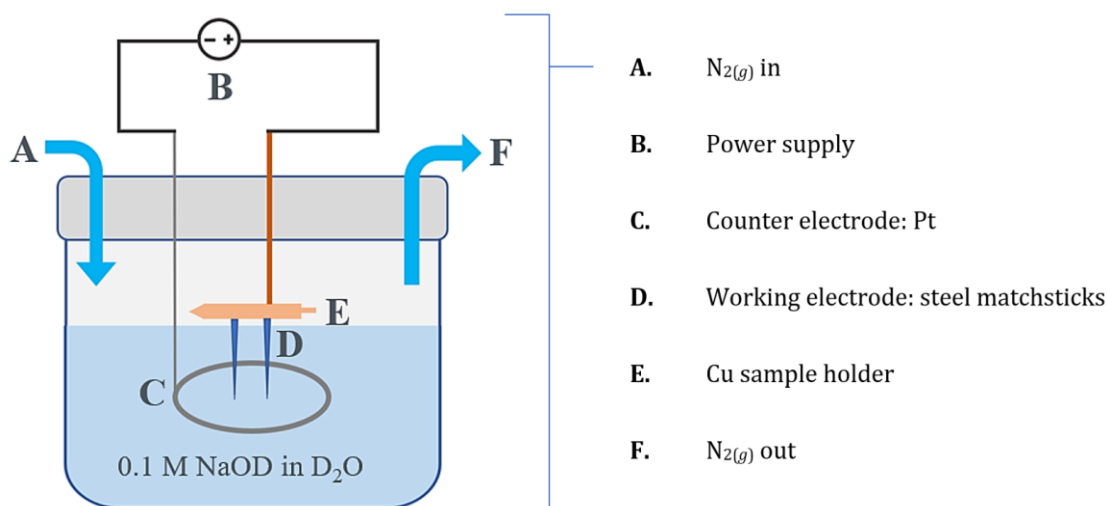 - +
B
A
F
E
D
C
0.1 M NaOD in D₂O
A. N₂₍g₎ in
B. Power supply
C. Counter electrode: Pt
D. Working electrode: steel matchsticks
E. Cu sample holder
F. N₂₍g₎ out